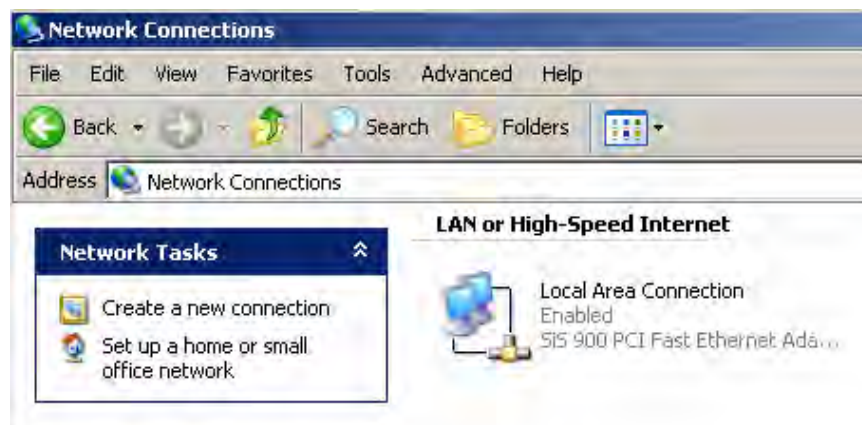 Network Connections
File Edit View Favorites Tools Advanced Help
Back Search Folders
Address Network Connections
Network Tasks
Create a new connection
Set up a home or small
office network
LAN or High-Speed Internet
Local Area Connection
Enabled
SiS 900 PCI Fast Ethernet Ada...